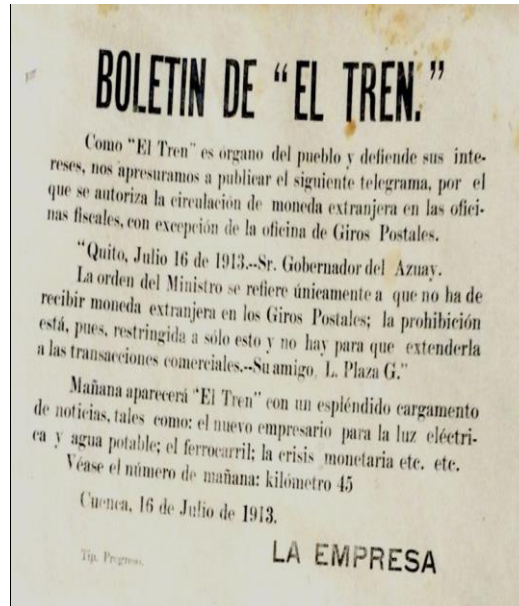 BOLETIN DE “EL TREN.”
Como “El Tren” es órgano del pueblo y defiende sus inte-
reses, nos apresuramos a publicar el siguiente telegrama, por el
que se autoriza la circulación de moneda extranjera en las ofici-
nas fiscales, con excepción de la oficina de Giros Postales.
“Quito, Julio 16 de 1913.--Sr. Gobernador del Azuay.
La orden del Ministro se refiere únicamente a que no ha de
recibir moneda extranjera en los Giros Postales; la prohibición
está, pues, restringida a sólo esto y no hay para que extenderla
a las transacciones comerciales.--Su amigo, L. Plaza G.”
Mañana aparecerá “El Tren” con un espléndido cargamento
de noticias, tales como: el nuevo empresario para la luz eléctri-
ca y agua potable; el ferrocarril; la crisis monetaria etc. etc.
Véase el número de mañana: kilómetro 45
Cuenca, 16 de Julio de 1913.
LA EMPRESA
Tip. Progreso.